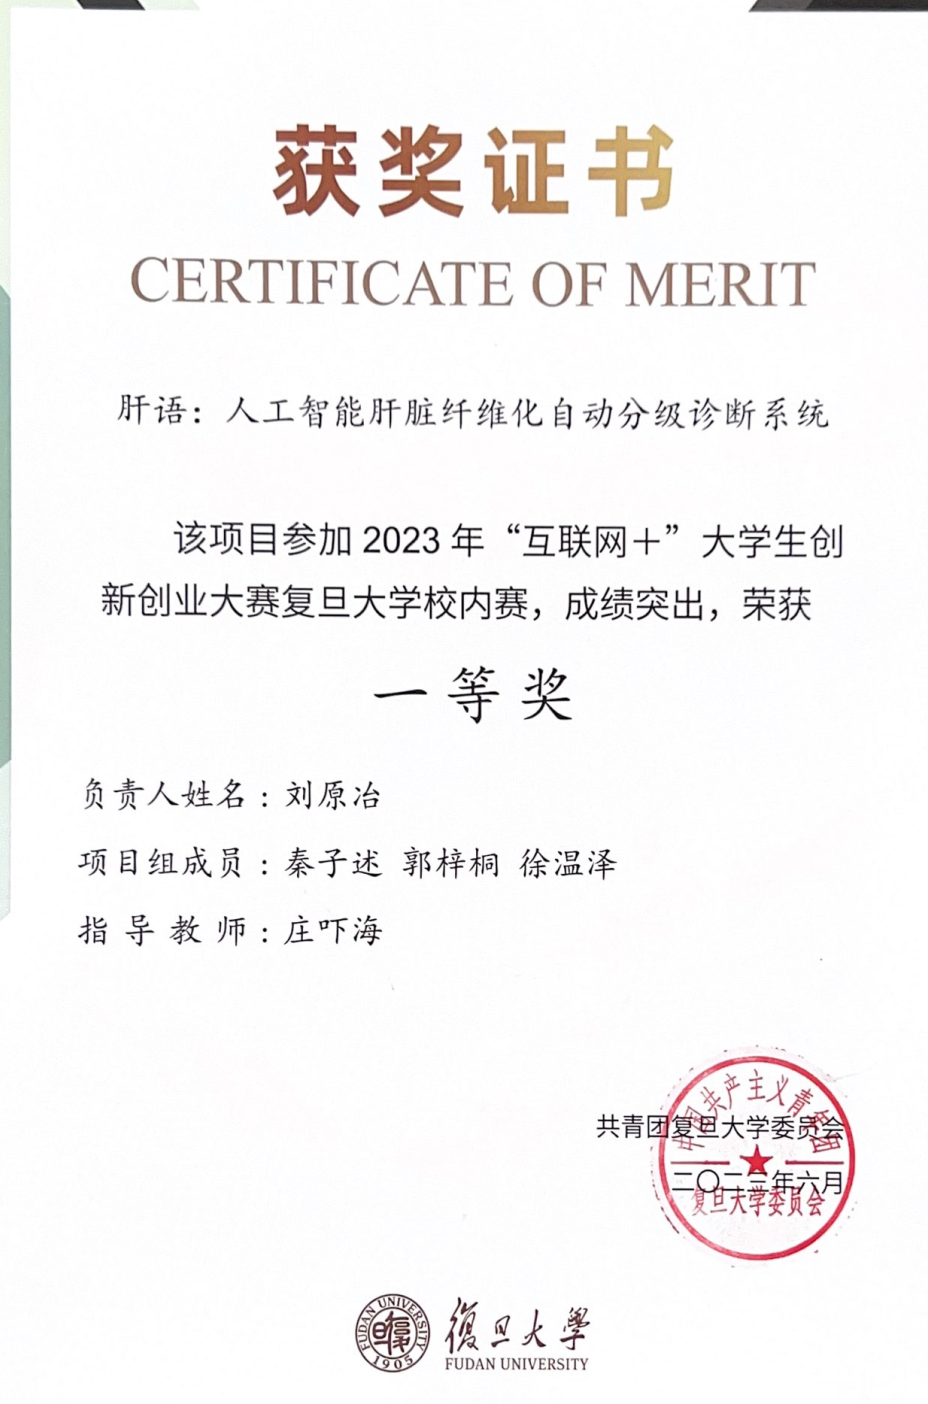 获奖证书
CERTIFICATE OF MERIT
肝语：人工智能肝脏纤维化自动分级诊断系统
该项目参加 2023 年“互联网＋”大学生创
新创业大赛复旦大学校内赛，成绩突出，荣获
一等奖
负责人姓名：刘原冶
项目组成员：秦子述 郭梓桐 徐温泽
指导教师：庄吓海
共青团复旦大学委员会
二〇二三年六月
中国共产主义青年团
复旦大学委员会
FUDAN UNIVERSITY
1905
復旦大學
FUDAN UNIVERSITY